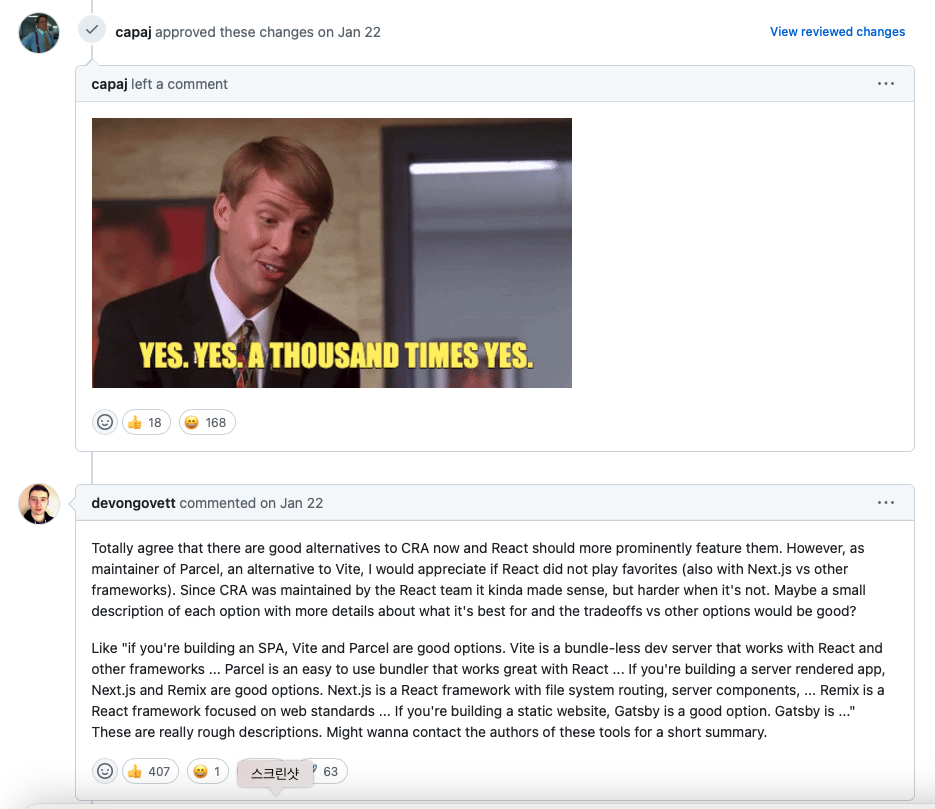 capaj approved these changes on Jan 22
View reviewed changes
capaj left a comment
YES. YES. A THOUSAND TIMES YES.
18
168
devongovett commented on Jan 22
Totally agree that there are good alternatives to CRA now and React should more prominently feature them. However, as
maintainer of Parcel, an alternative to Vite, I would appreciate if React did not play favorites (also with Next.js vs other
frameworks). Since CRA was maintained by the React team it kinda made sense, but harder when it's not. Maybe a small
description of each option with more details about what it's best for and the tradeoffs vs other options would be good?
Like "if you're building an SPA, Vite and Parcel are good options. Vite is a bundle-less dev server that works with React and
other frameworks ... Parcel is an easy to use bundler that works great with React ... If you're building a server rendered app,
Next.js and Remix are good options. Next.js is a React framework with file system routing, server components, ... Remix is a
React framework focused on web standards ... If you're building a static website, Gatsby is a good option. Gatsby is ..."
These are really rough descriptions. Might wanna contact the authors of these tools for a short summary.
407
1
스크린샷
63